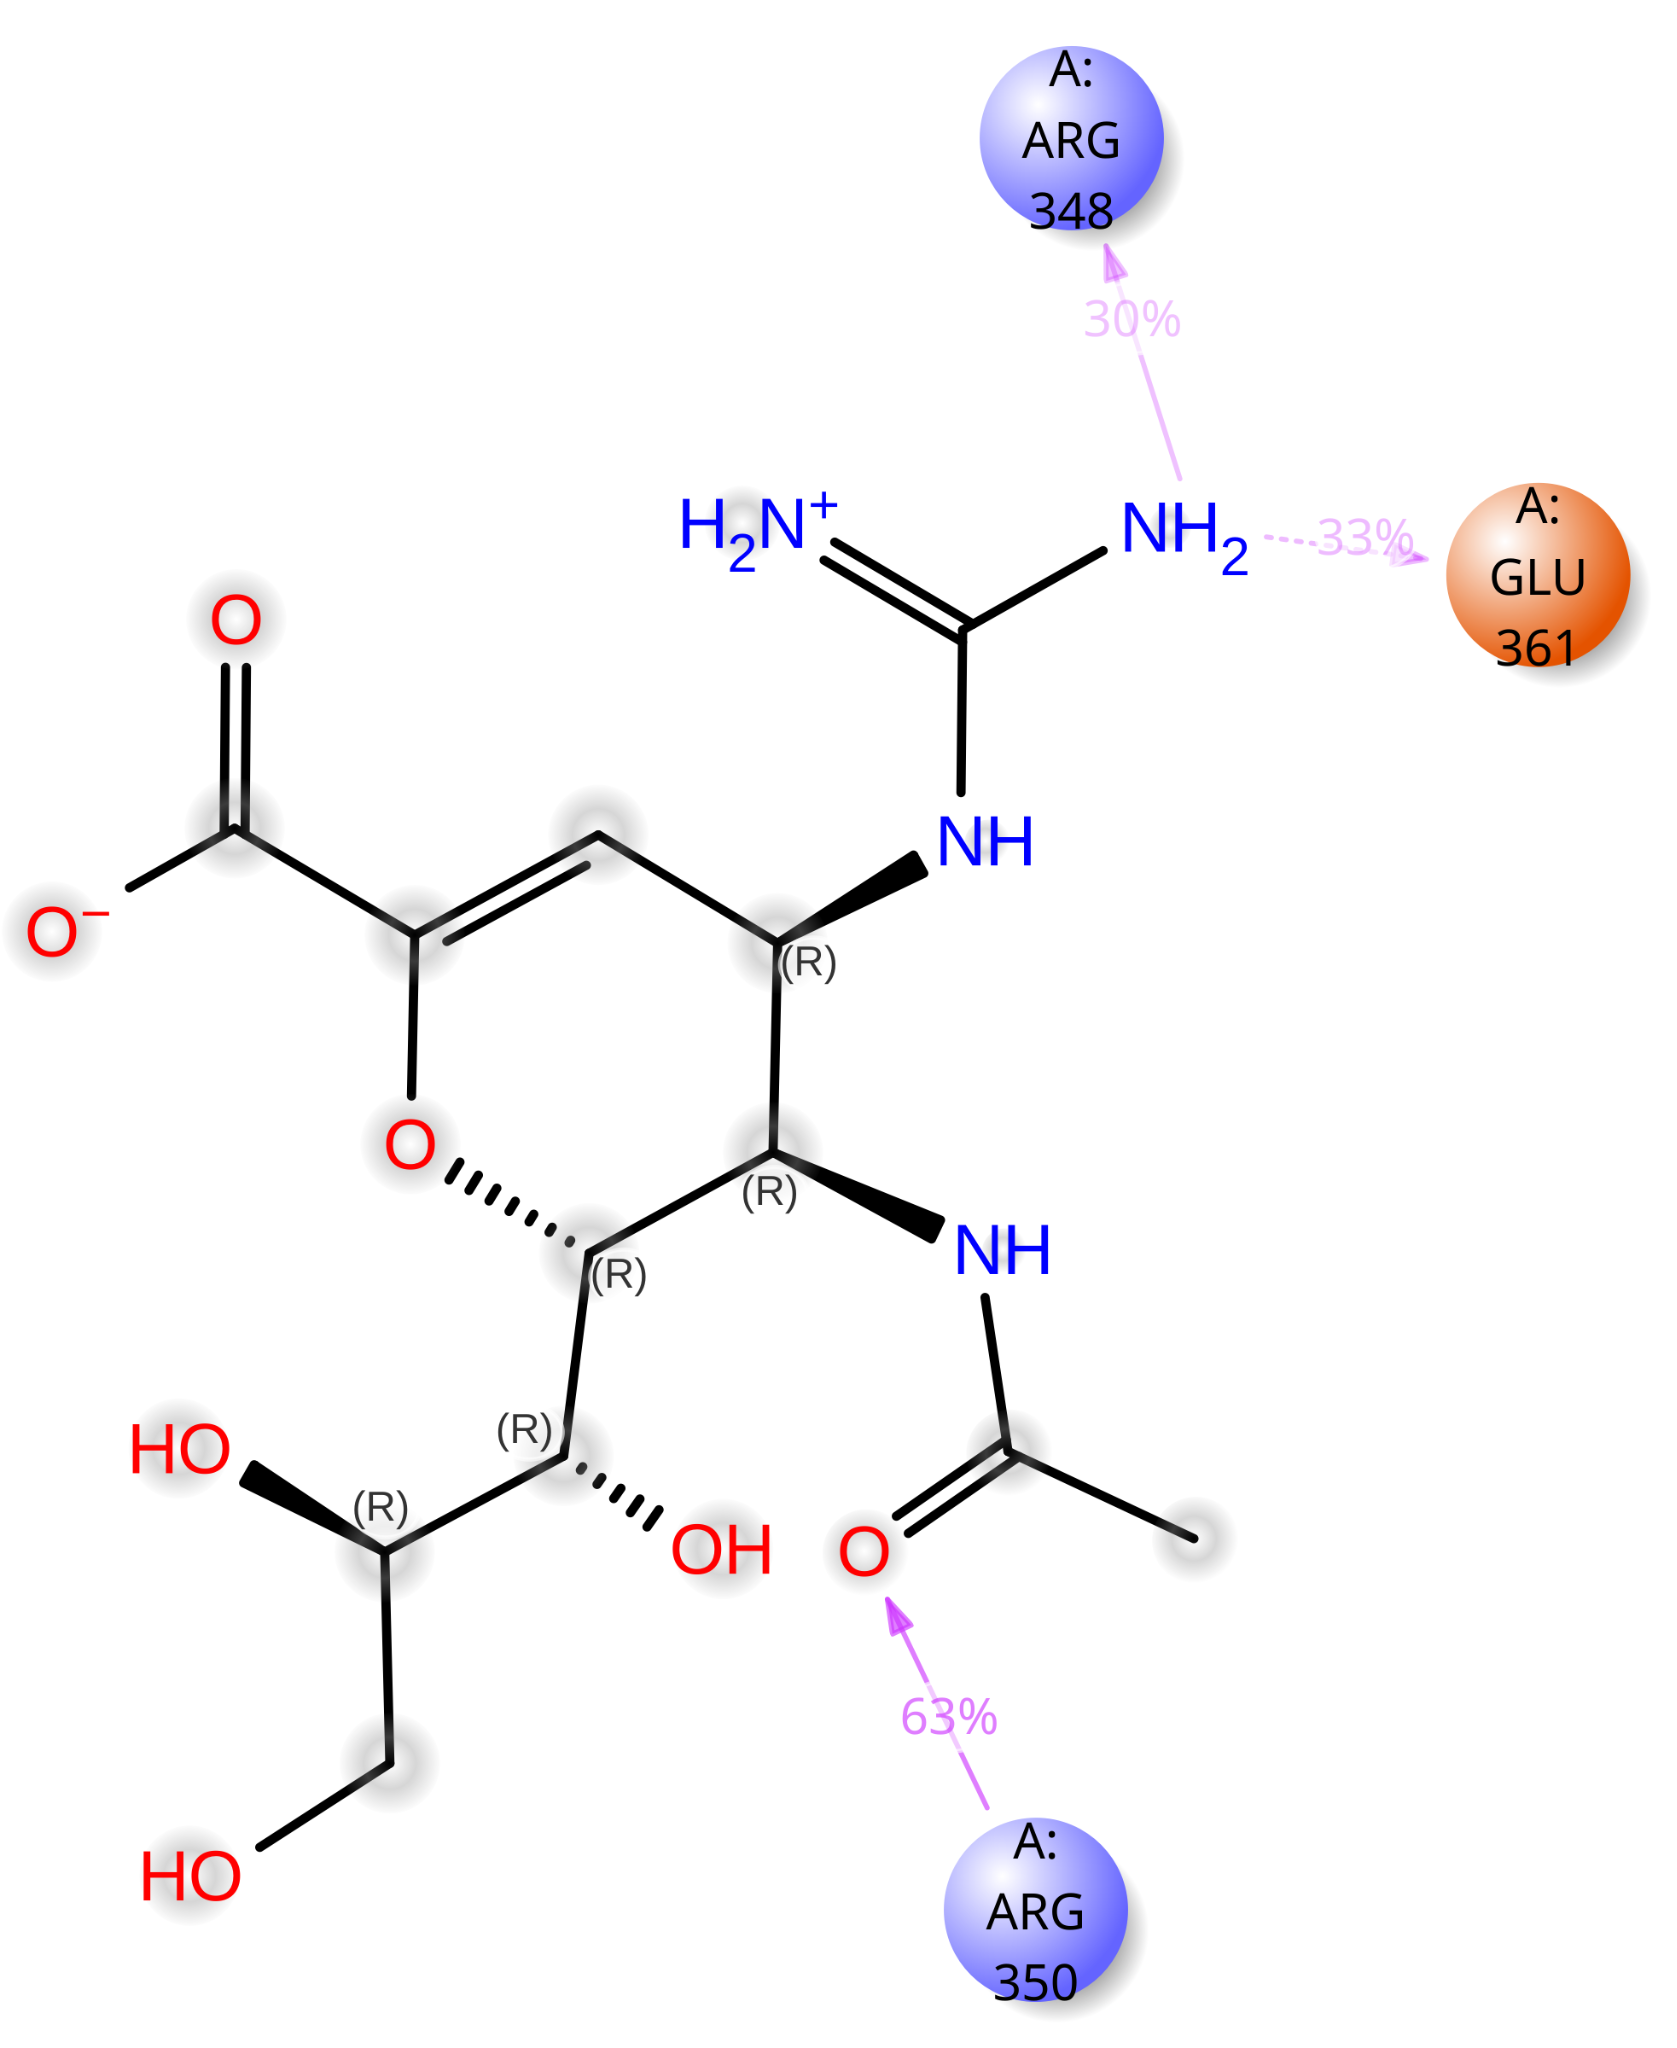 A:
ARG
348
30%
H2N+
NH2
33%
A:
GLU
361
O
NH
O−
(R)
O
(R)
NH
(R)
HO
(R)
(R)
OH
O
63%
HO
A:
ARG
350